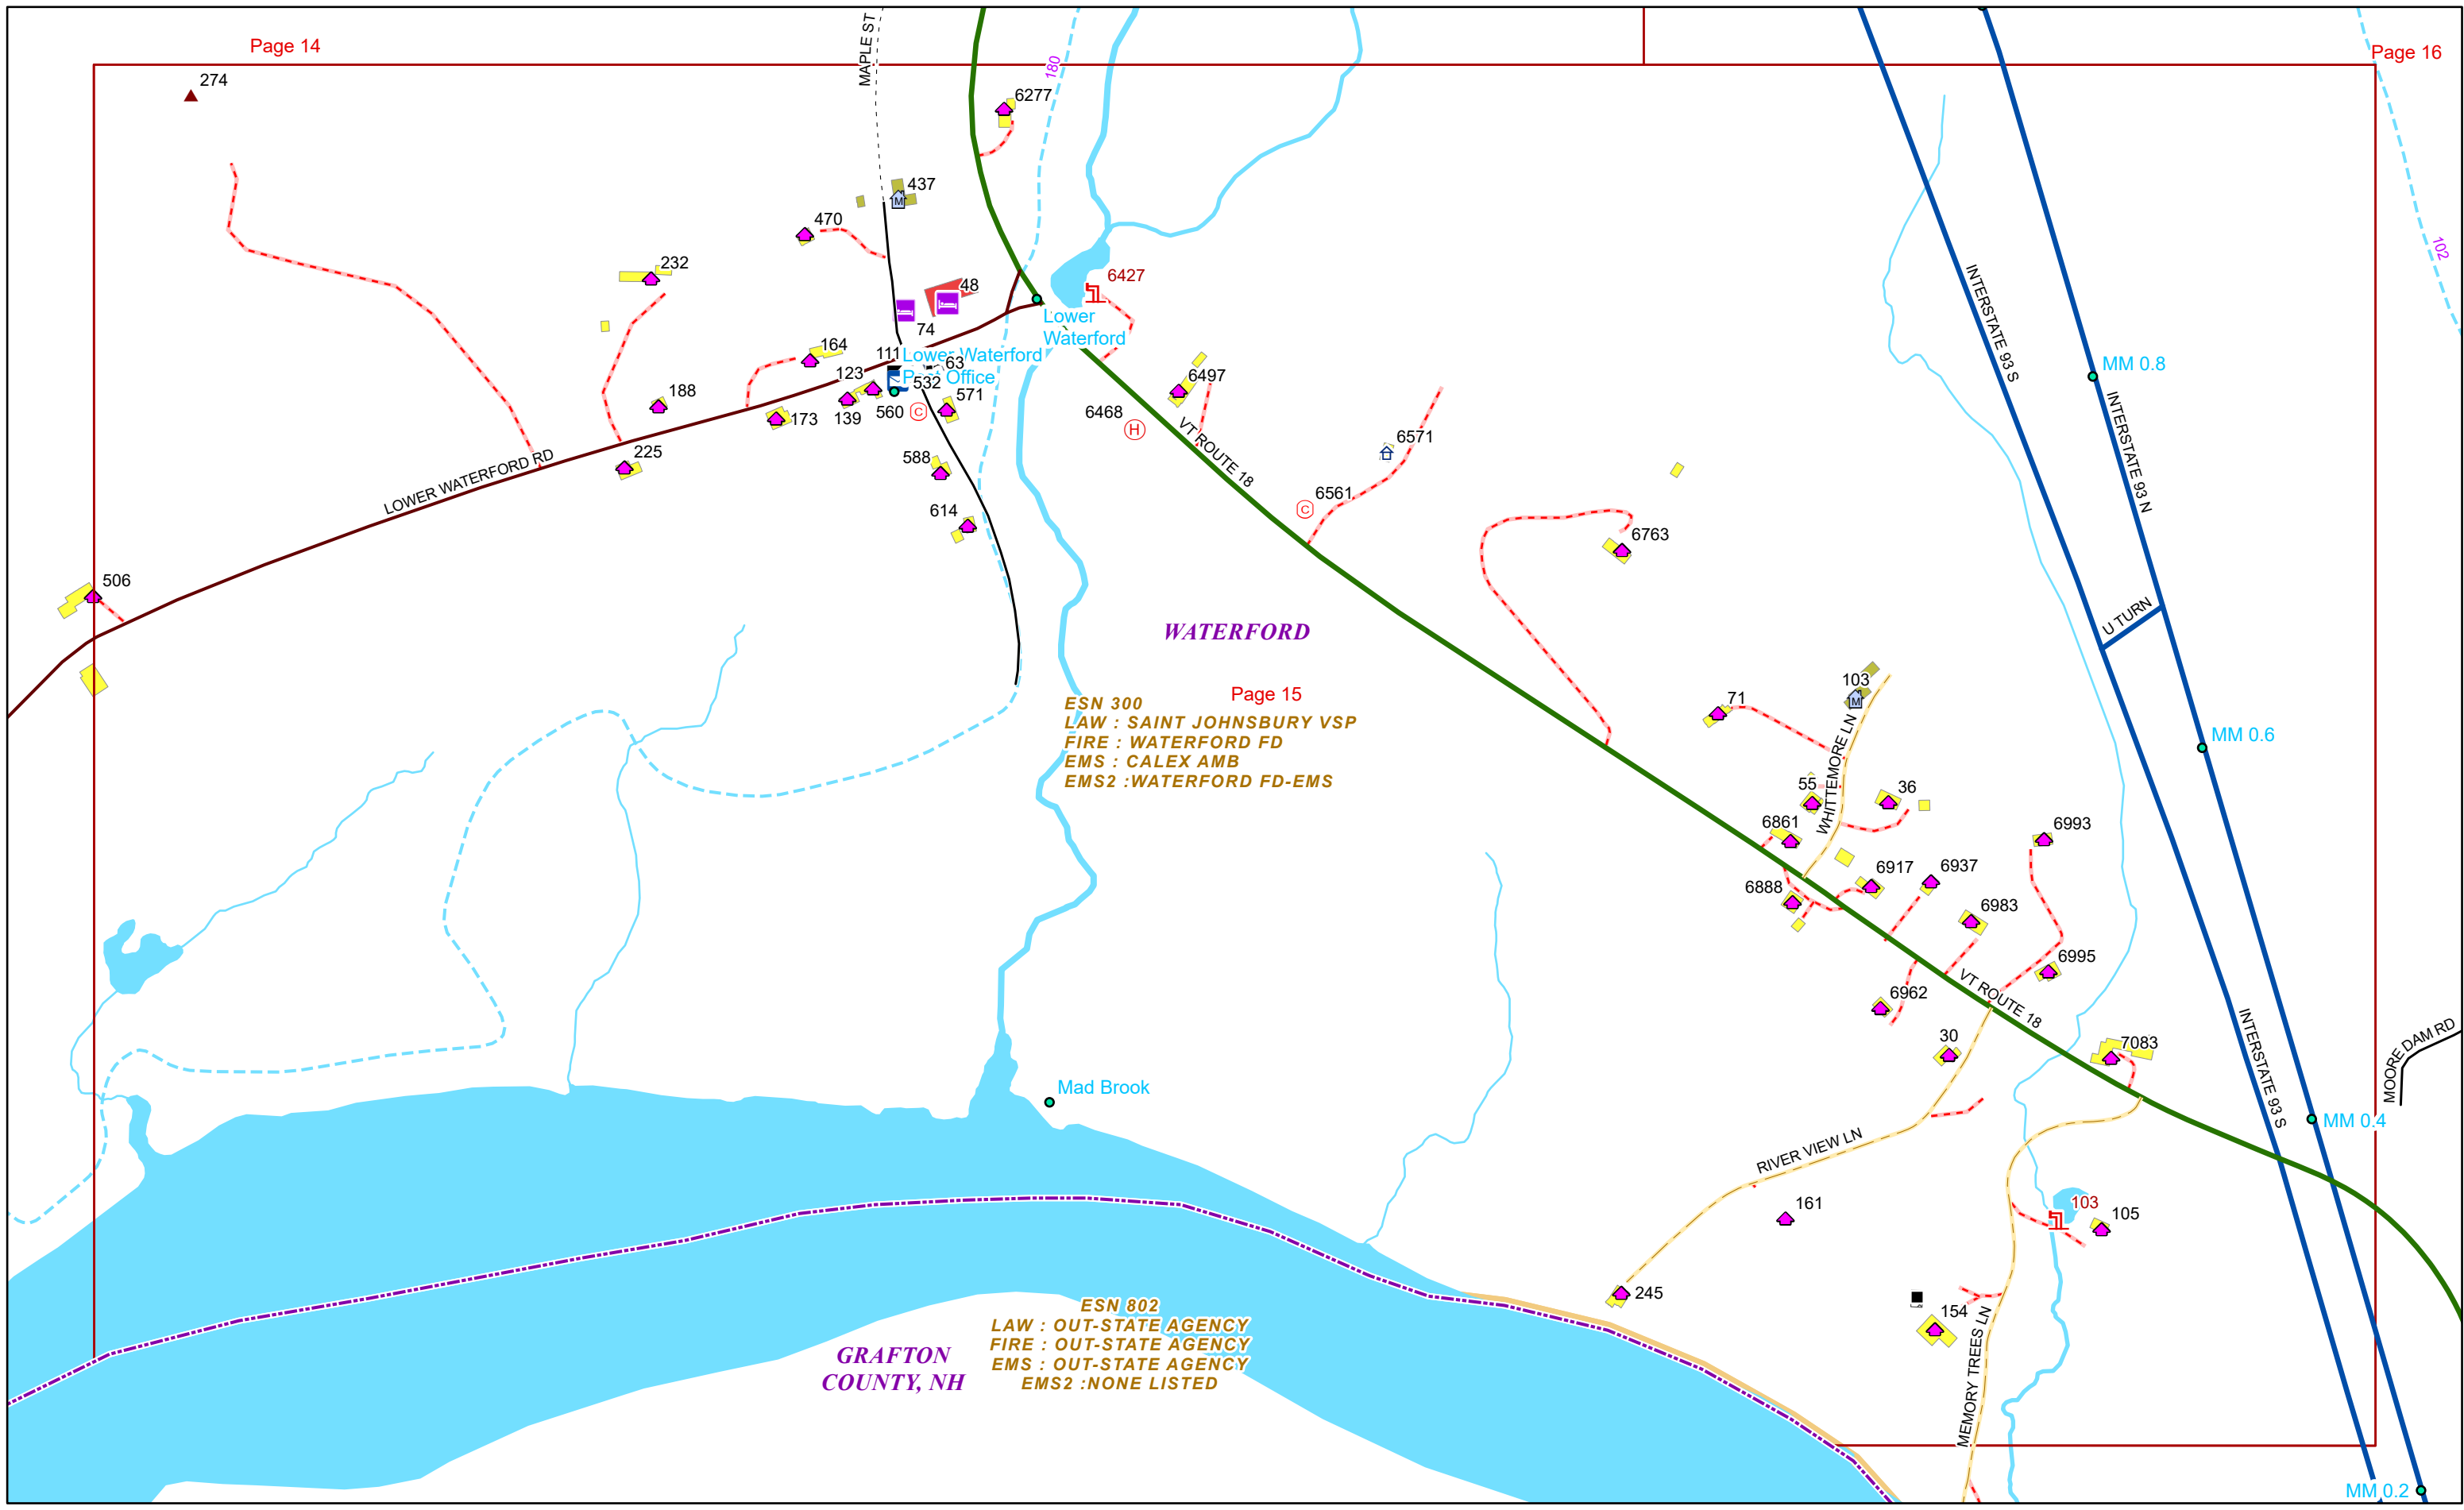 Page 14
MAPLE ST
Page 16
274
180
6277
437
470
102
232
6427
INTERSTATE 93 S
48
Lower
Waterford
74
164
111
Lower Waterford
Post Office
63
MM 0.8
123
532
6497
188
571
INTERSTATE 93 N
173
139
560
C
6468
H
VT ROUTE 18
6571
225
588
LOWER WATERFORD RD
6561
C
614
6763
506
U TURN
WATERFORD
Page 15
ESN 300
LAW : SAINT JOHNSBURY VSP
FIRE : WATERFORD FD
EMS : CALEX AMB
EMS2 :WATERFORD FD-EMS
103
M
M
71
MM 0.6
WHITTEMORE LN
55
36
6861
6993
6917
6937
6888
6983
6995
VT ROUTE 18
6962
30
7083
INTERSTATE 93 S
MOORE DAM RD
Mad Brook
MM 0.4
RIVER VIEW LN
161
103
105
245
154
MEMORY TREES LN
ESN 802
LAW : OUT-STATE AGENCY
FIRE : OUT-STATE AGENCY
EMS : OUT-STATE AGENCY
EMS2 :NONE LISTED
GRAFTON
COUNTY, NH
MM 0.2